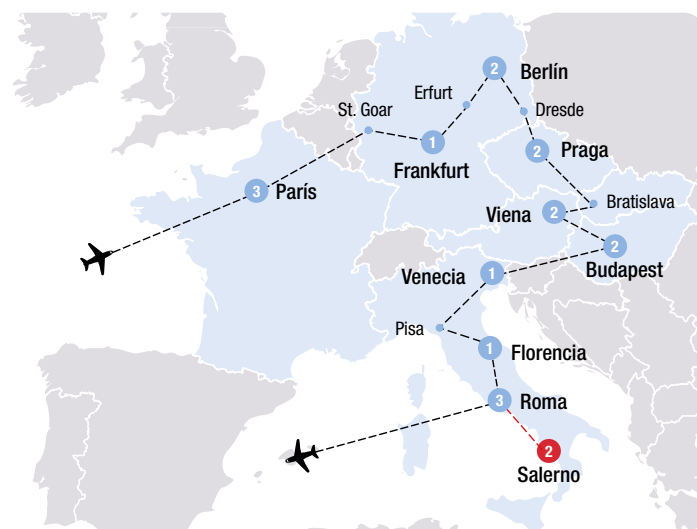 2
Berlín
Erfurt
St. Goar
Dresde
1
Frankfurt
2
Praga
3
París
Bratislava
Viena
2
2
Budapest
Venecia
1
Pisa
1
Florencia
3
Roma
2
Salerno